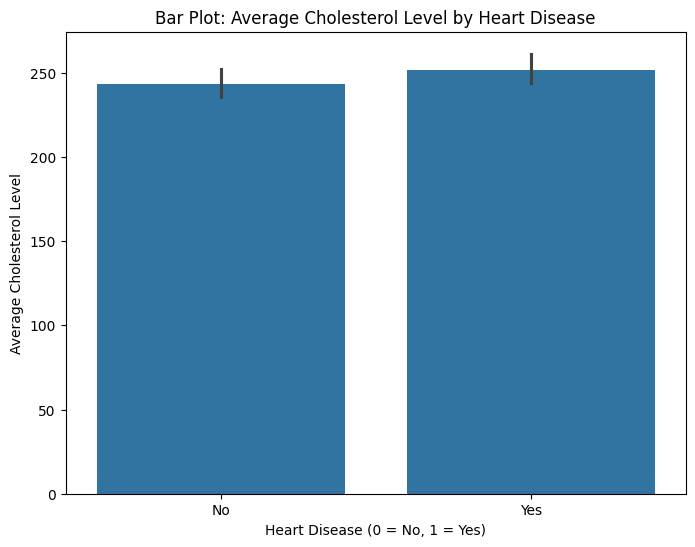 Bar Plot: Average Cholesterol Level by Heart Disease
Average Cholesterol Level
250
200
150
100
50
0
No
Yes
Heart Disease (0 = No, 1 = Yes)